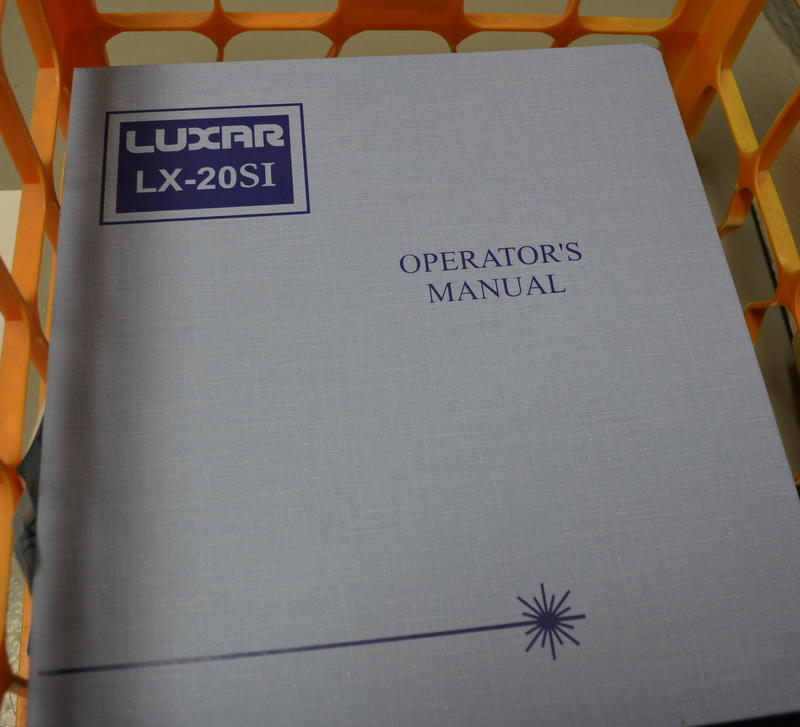 LUXAR
LX-20SI
OPERATOR'S
MANUAL